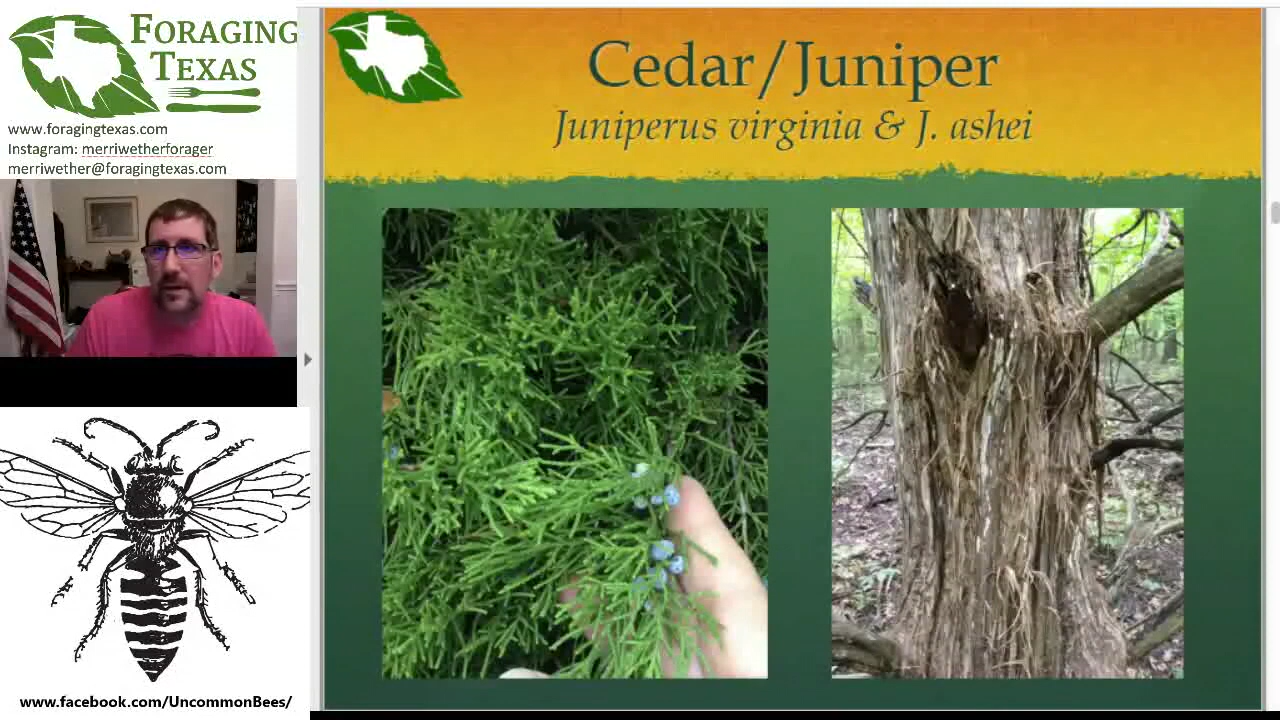 FORAGING
TEXAS
www.foragingtexas.com
Instagram: merriwetherforager
merriwether@foragingtexas.com
Cedar/Juniper
Juniperus virginia & J. ashei
www.facebook.com/UncommonBees/